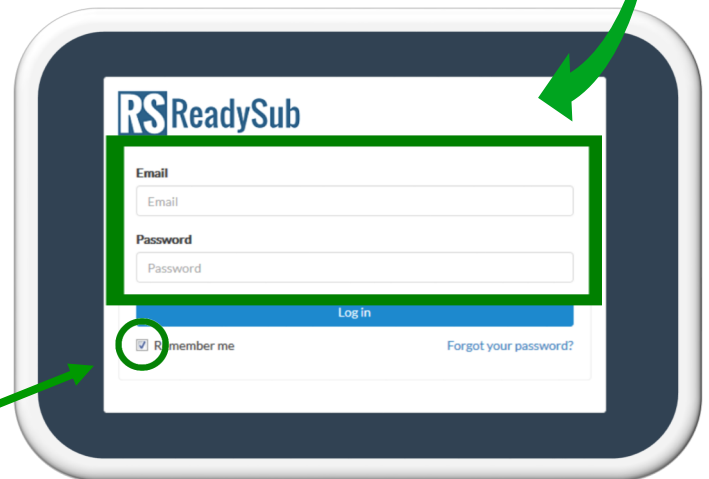 RS ReadySub
Email
Email
Password
Password
Log in
Remember me Forgot your password?